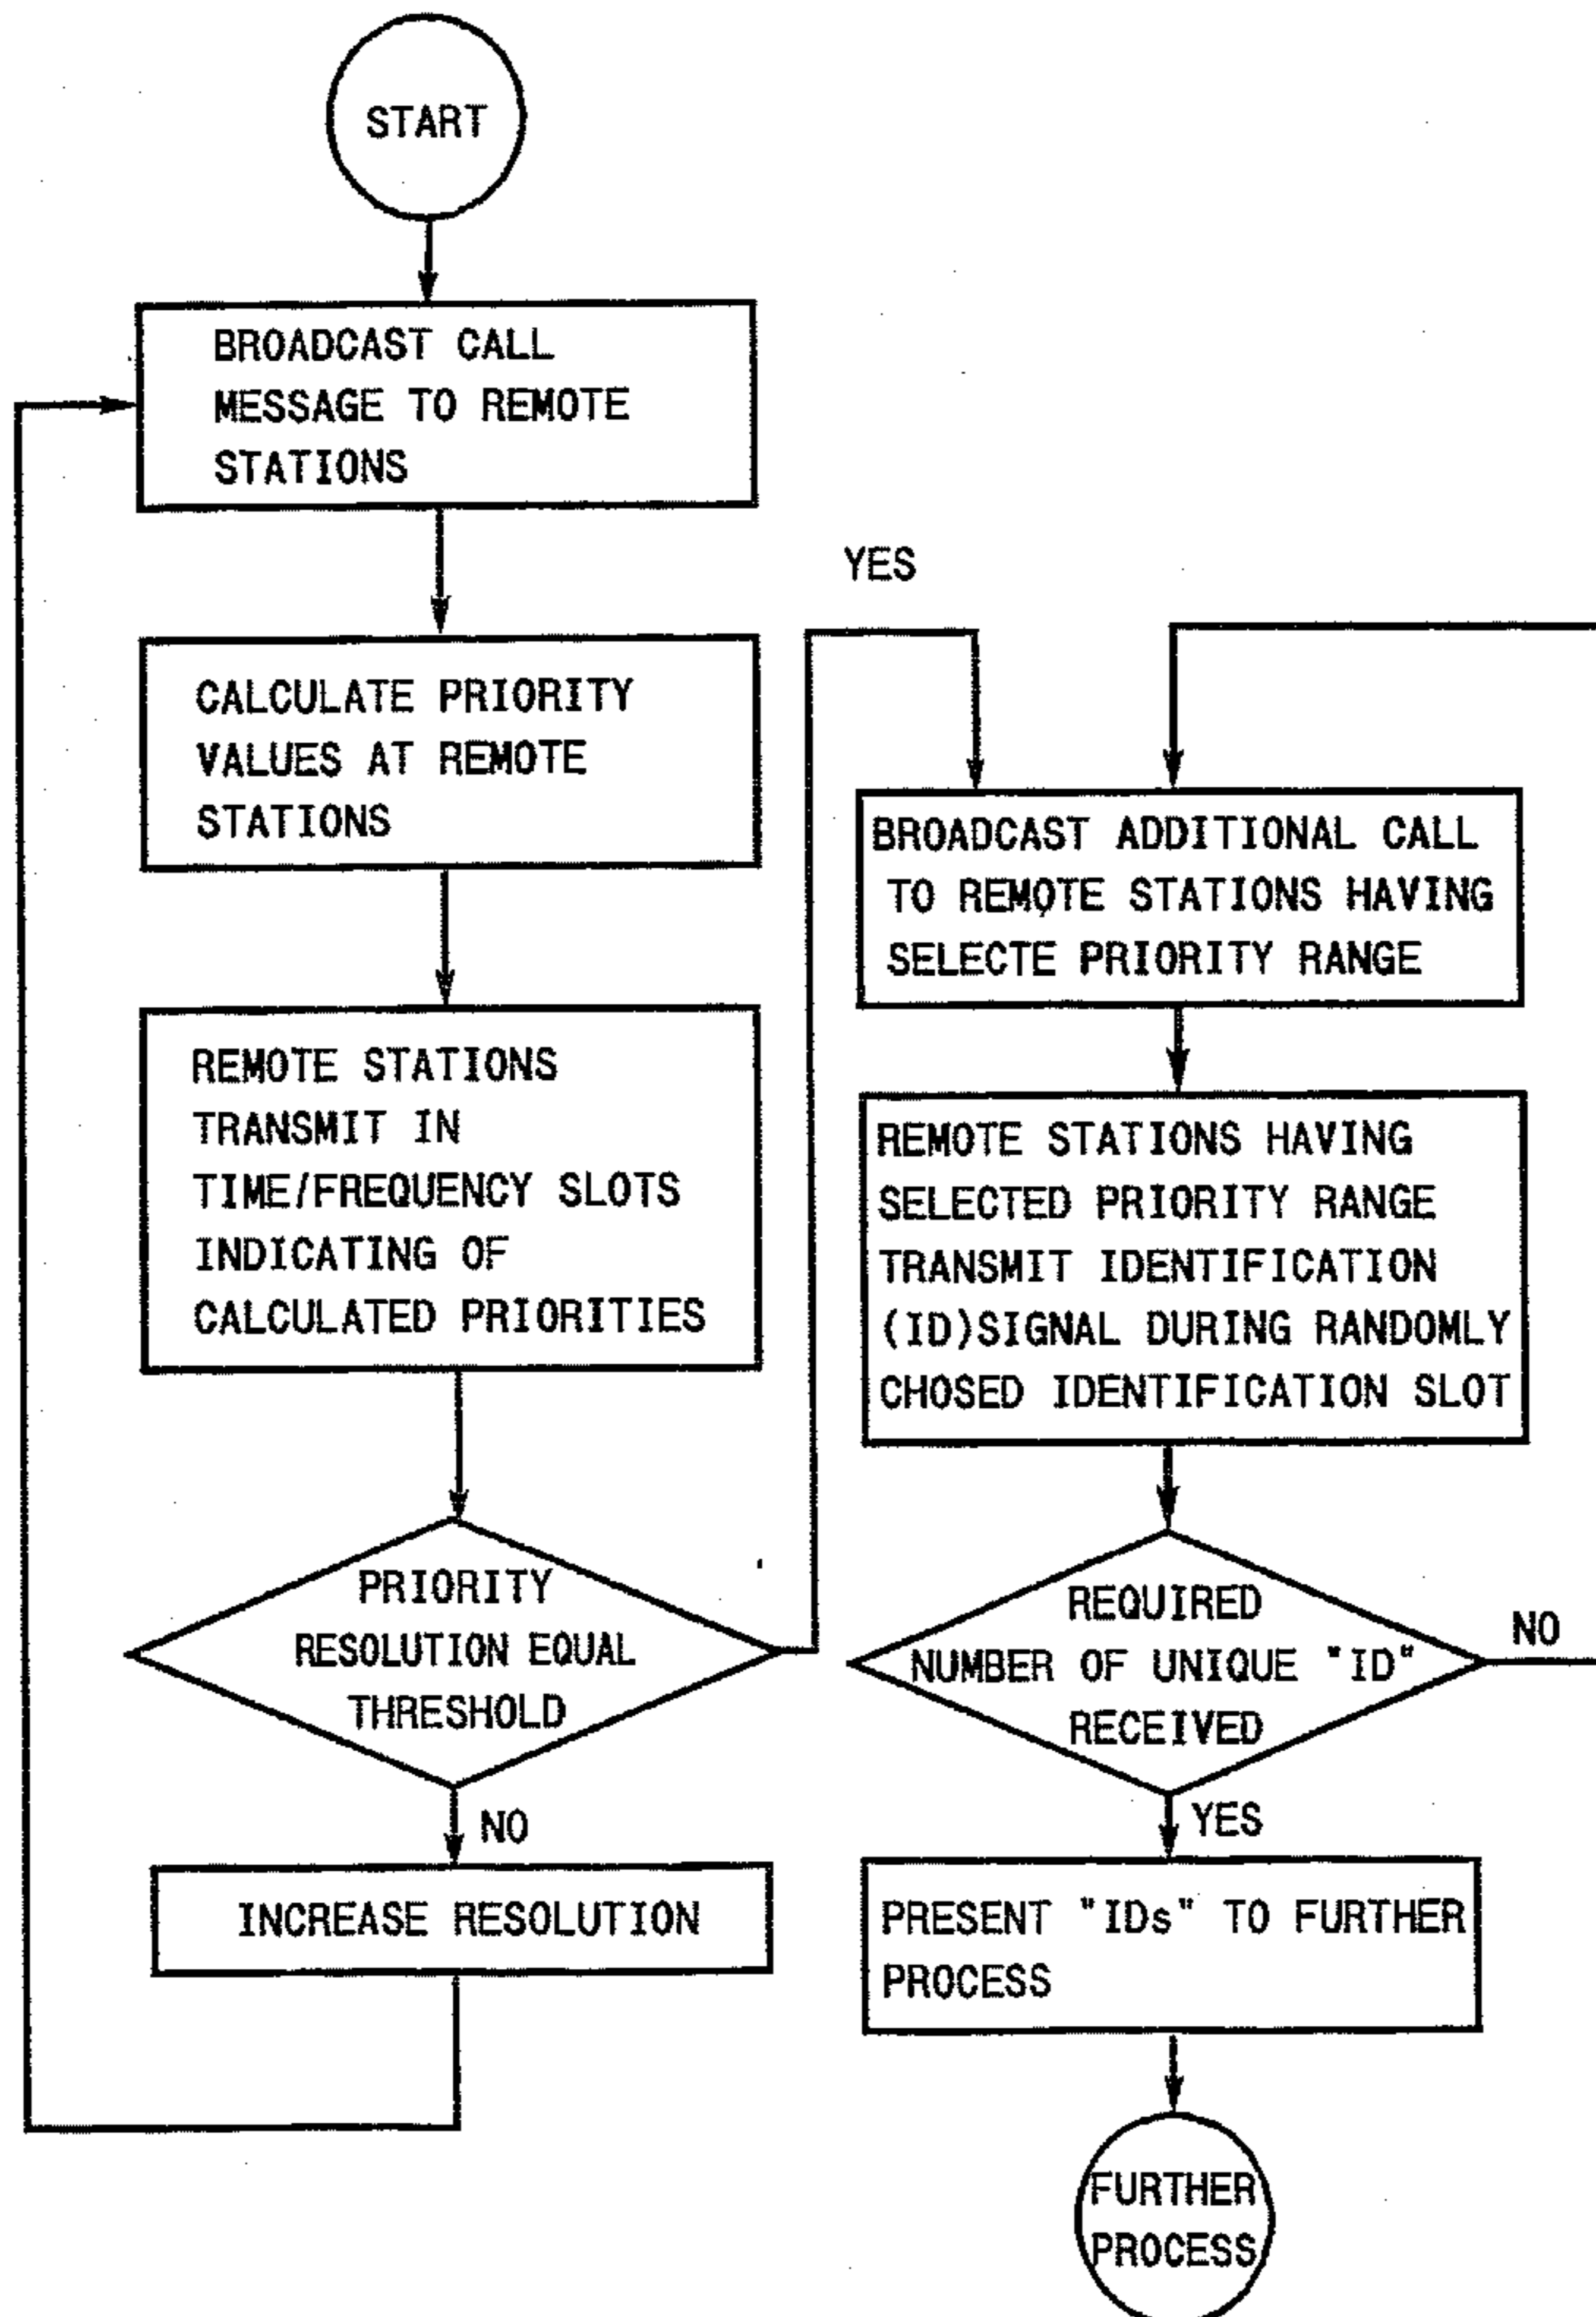 START
BROADCAST CALL
MESSAGE TO REMOTE
STATIONS
CALCULATE PRIORITY
VALUES AT REMOTE
STATIONS
REMOTE STATIONS
TRANSMIT IN
TIME/FREQUENCY SLOTS
INDICATING OF
CALCULATED PRIORITIES
PRIORITY
RESOLUTION EQUAL
THRESHOLD
NO
INCREASE RESOLUTION
YES
BROADCAST ADDITIONAL CALL
TO REMOTE STATIONS HAVING
SELECTE PRIORITY RANGE
REMOTE STATIONS HAVING
SELECTED PRIORITY RANGE
TRANSMIT IDENTIFICATION
(ID)SIGNAL DURING RANDOMLY
CHOSED IDENTIFICATION SLOT
REQUIRED
NUMBER OF UNIQUE "ID"
RECEIVED
NO
YES
PRESENT "IDs" TO FURTHER
PROCESS
FURTHER
PROCESS